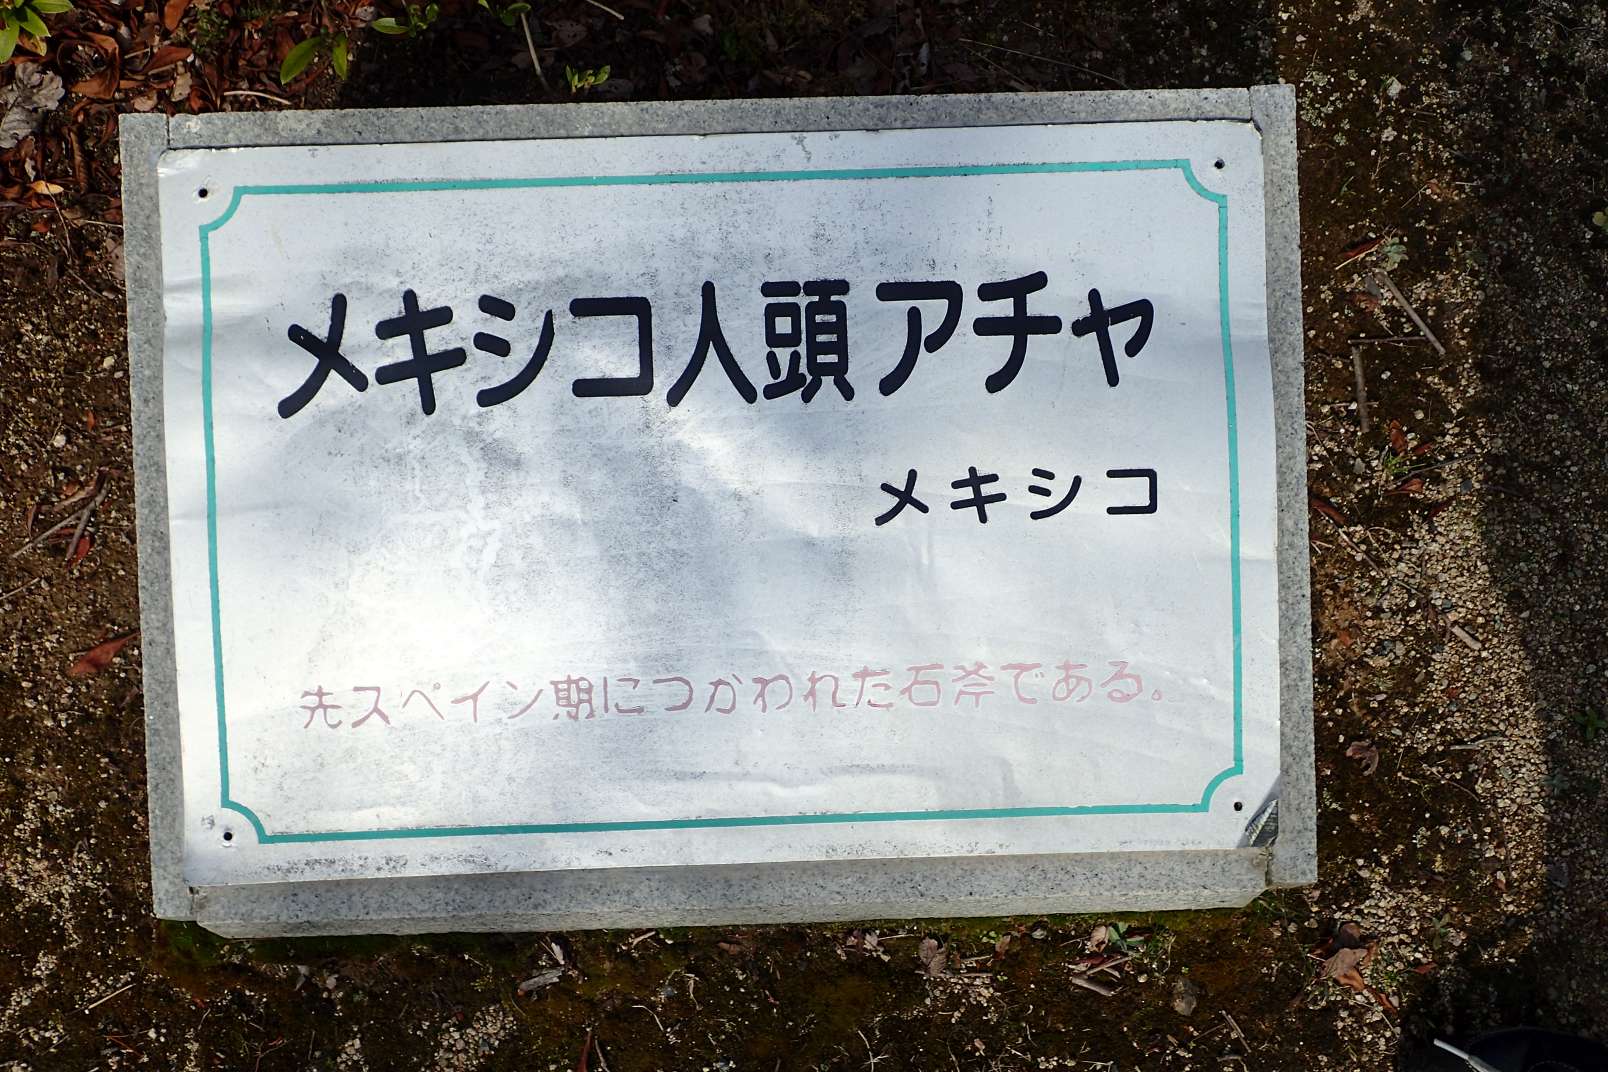 メキシコ人頭アチャ
メキシコ
先スペイン期につかわれた石斧である。